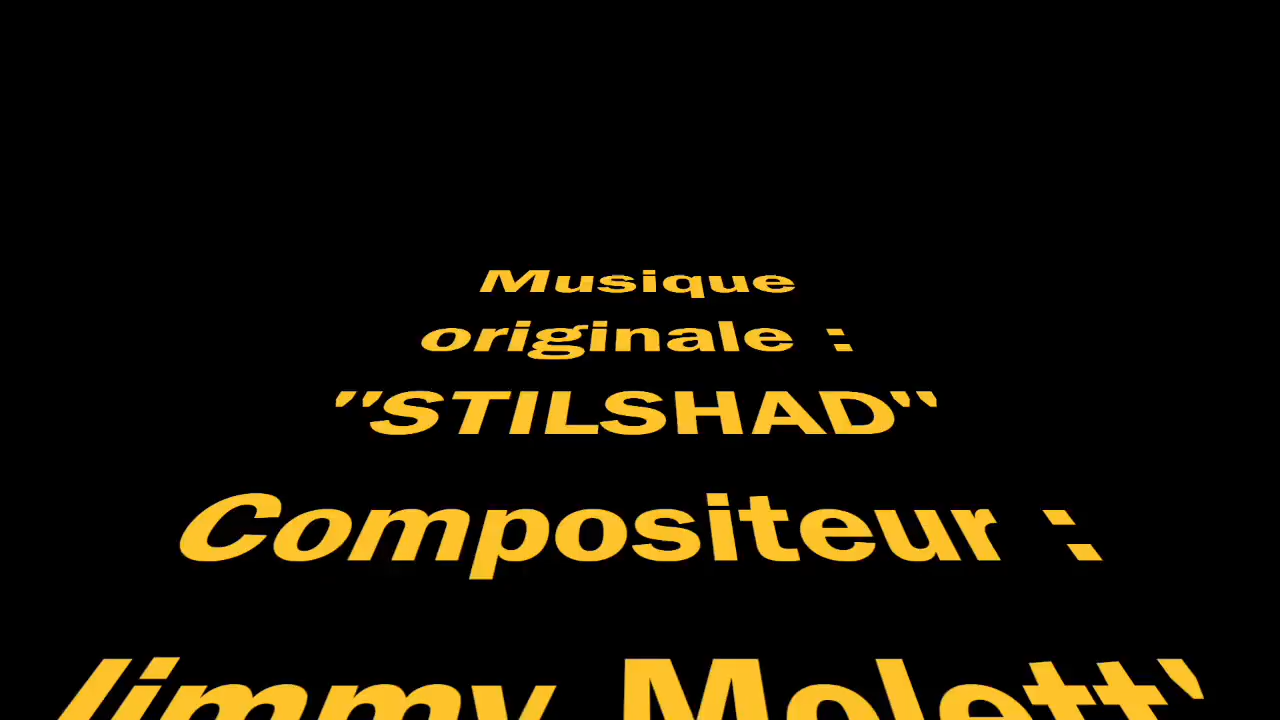 Musique
originale :
"STILSHAD"
Compositeur :
Jimmy Molett'